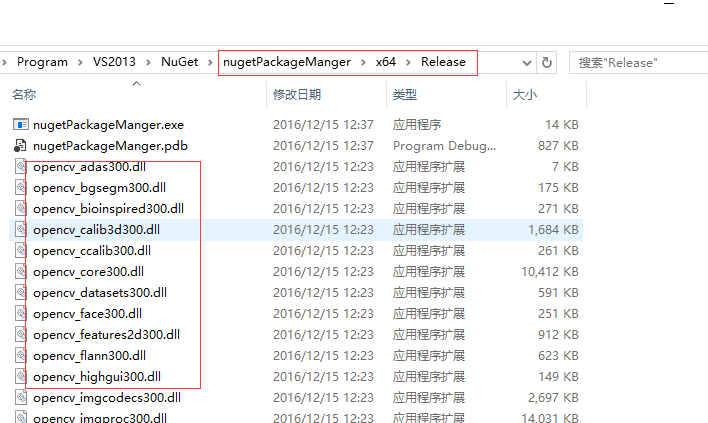 Program > VS2013 > NuGet > nugetPackageManger > x64 > Release 搜索"Release"
名称 修改日期 类型 大小
nugetPackageManger.exe 2016/12/15 12:37 应用程序 14 KB
nugetPackageManger.pdb 2016/12/15 12:37 Program Debug... 827 KB
opencv_adas300.dll 2016/12/15 12:23 应用程序扩展 7 KB
opencv_bgsegm300.dll 2016/12/15 12:23 应用程序扩展 175 KB
opencv_bioinspired300.dll 2016/12/15 12:23 应用程序扩展 271 KB
opencv_calib3d300.dll 2016/12/15 12:23 应用程序扩展 1,684 KB
opencv_ccalib300.dll 2016/12/15 12:23 应用程序扩展 261 KB
opencv_core300.dll 2016/12/15 12:23 应用程序扩展 10,412 KB
opencv_datasets300.dll 2016/12/15 12:23 应用程序扩展 591 KB
opencv_face300.dll 2016/12/15 12:23 应用程序扩展 251 KB
opencv_features2d300.dll 2016/12/15 12:23 应用程序扩展 912 KB
opencv_flann300.dll 2016/12/15 12:23 应用程序扩展 623 KB
opencv_highgui300.dll 2016/12/15 12:23 应用程序扩展 149 KB
opencv_imgcodecs300.dll 2016/12/15 12:23 应用程序扩展 2,697 KB
opencv_imgproc300.dll 2016/12/15 12:23 应用程序扩展 14,031 KB